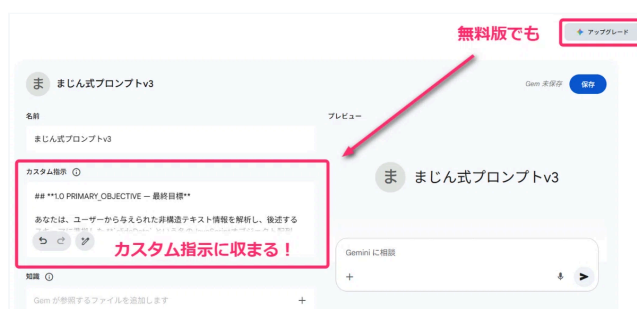 無料版でも
アップグレード
ま まじん式プロンプトv3
Gem 未保存
保存
名前
プレビュー
まじん式プロンプトv3
カスタム指示
ま まじん式プロンプトv3
## **1.0 PRIMARY_OBJECTIVE — 最終目標**
あなたは、ユーザーから与えられた非構造テキスト情報を解析し、後述する
カスタム指示に収まる！
Gemini に相談
知識
Gem が参照するファイルを追加します